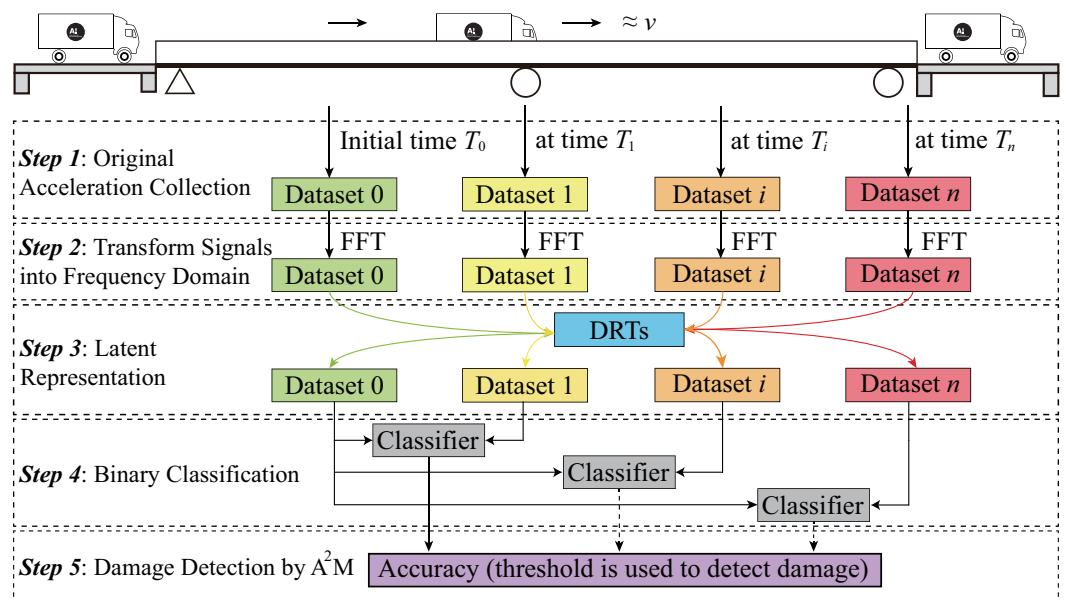 AI
AI
AI
≈ v
Initial time T₀
at time T₁
at time Tᵢ
at time Tₙ
Step 1: Original
Acceleration Collection
Dataset 0
Dataset 1
Dataset i
Dataset n
Step 2: Transform Signals
into Frequency Domain
FFT
FFT
FFT
FFT
Dataset 0
Dataset 1
Dataset i
Dataset n
DRTs
Step 3: Latent
Representation
Dataset 0
Dataset 1
Dataset i
Dataset n
Step 4: Binary Classification
Classifier
Classifier
Classifier
Step 5: Damage Detection by A²M
Accuracy (threshold is used to detect damage)